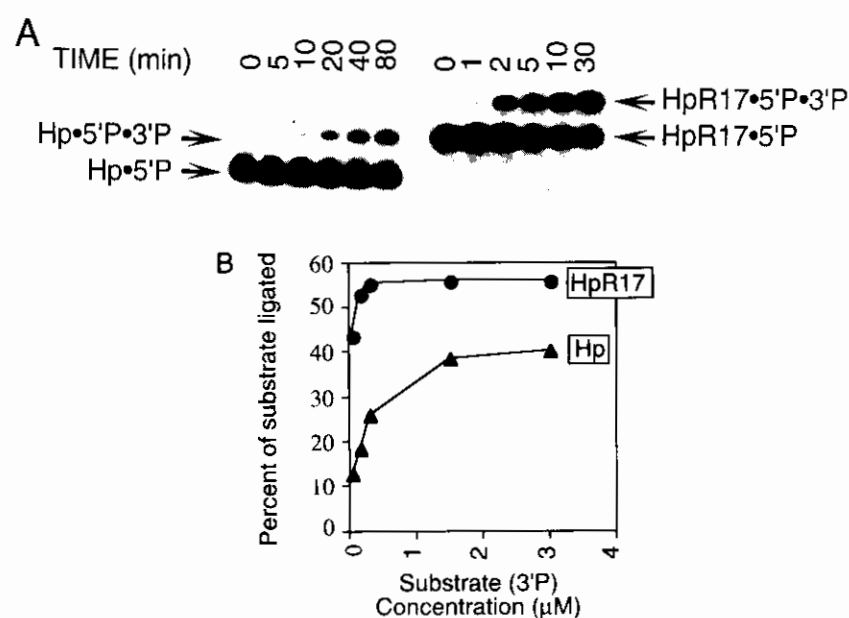 A
TIME (min) 0 5 10 20 40 80 0 1 2 5 10 30
Hp•5'P•3'P
Hp•5'P
HpR17•5'P•3'P
HpR17•5'P
B
Percent of substrate ligated
60
50
40
30
20
10
0
HpR17
Hp
0 1 2 3 4
Substrate (3'P)
Concentration (µM)